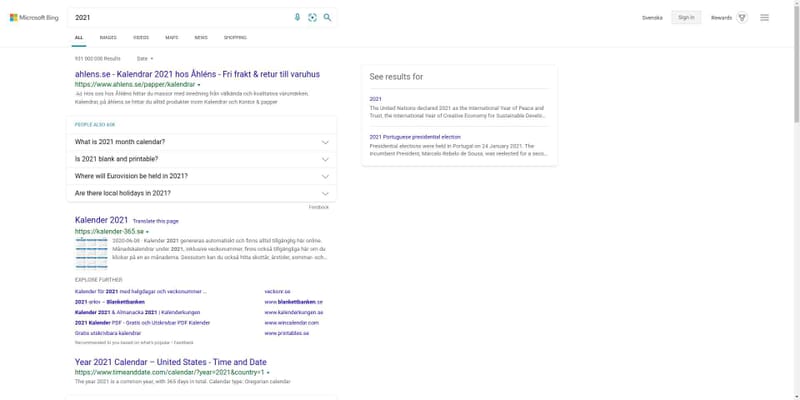 Microsoft Bing
2021
Svenska
Sign in
Rewards
ALL
IMAGES
VIDEOS
MAPS
NEWS
SHOPPING
931 000 000 Results
Date
ahlens.se - Kalendrar 2021 hos Åhléns - Fri frakt & retur till varuhus
https://www.ahlens.se/papper/kalendrar
Ad Hos oss hos Åhléns hittar du massor med inredning från välkända och kvalitativa varumärken.
Kalendrar, på åhlens.se hittar du alltid produkter inom Kalendrar och Kontor & papper
PEOPLE ALSO ASK
What is 2021 month calendar?
Is 2021 blank and printable?
Where will Eurovision be held in 2021?
Are there local holidays in 2021?
Feedback
Kalender 2021 Translate this page
https://kalender-365.se
2020-06-08 · Kalender 2021 genereras automatiskt och finns alltid tillgänglig här online.
Månadskalendrar under 2021, inklusive veckonummer, finns också tillgängliga här om du
klickar på en av månaderna. Dessutom kan du också hitta skottår, årstider, sommar- och…
EXPLORE FURTHER
Kalender för 2021 med helgdagar och veckonummer ... veckonr.se
2021-arkiv – Blankettbanken www.blankettbanken.se
Kalender 2021 & Almanacka 2021 i Kalenderkungen www.kalenderkungen.se
2021 Kalender PDF - Gratis och Utskrivbar PDF Kalender www.wincalendar.com
Gratis utskrivbara kalendrar www.printables.se
Recommended to you based on what's popular • Feedback
Year 2021 Calendar – United States - Time and Date
https://www.timeanddate.com/calendar/?year=2021&country=1
The year 2021 is a common year, with 365 days in total. Calendar type: Gregorian calendar
See results for
2021
The United Nations declared 2021 as the International Year of Peace and
Trust, the International Year of Creative Economy for Sustainable Develo…
2021 Portuguese presidential election
Presidential elections were held in Portugal on 24 January 2021. The
incumbent President, Marcelo Rebelo de Sousa, was reelected for a seco…